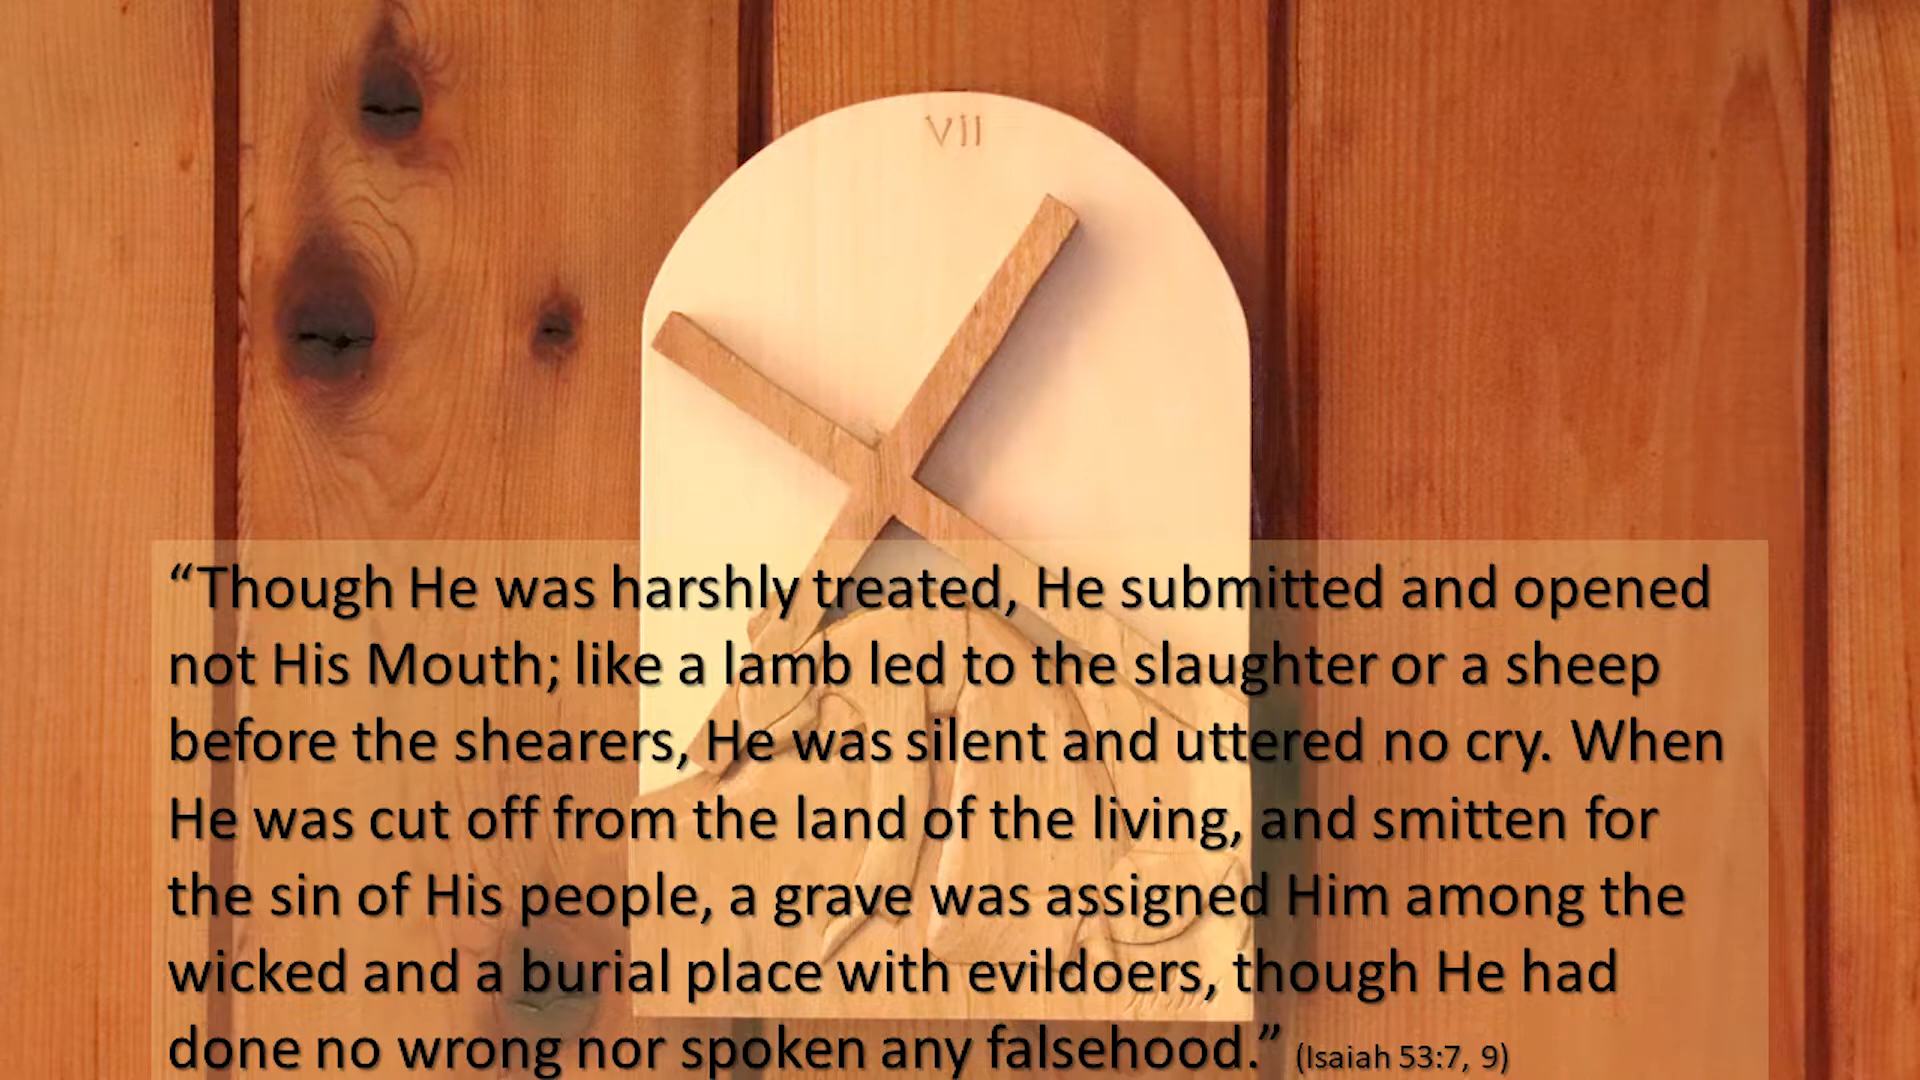 VII
“Though He was harshly treated, He submitted and opened
not His Mouth; like a lamb led to the slaughter or a sheep
before the shearers, He was silent and uttered no cry. When
He was cut off from the land of the living, and smitten for
the sin of His people, a grave was assigned Him among the
wicked and a burial place with evildoers, though He had
done no wrong nor spoken any falsehood.” (Isaiah 53:7, 9)